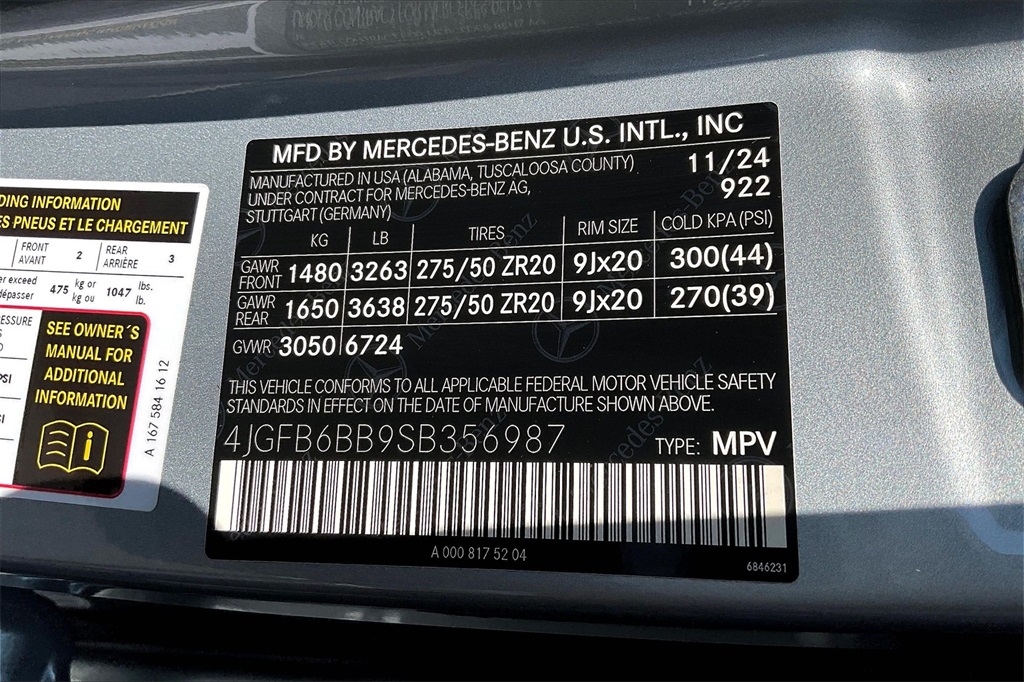 MFD BY MERCEDES-BENZ U.S. INTL., INC
MANUFACTURED IN USA (ALABAMA, TUSCALOOSA COUNTY) 11/24
UNDER CONTRACT FOR MERCEDES-BENZ AG, 922
STUTTGART (GERMANY)
KG LB TIRES RIM SIZE COLD KPA (PSI)
GAWR FRONT 1480 3263 275/50 ZR20 9Jx20 300(44)
GAWR REAR 1650 3638 275/50 ZR20 9Jx20 270(39)
GVWR 3050 6724
THIS VEHICLE CONFORMS TO ALL APPLICABLE FEDERAL MOTOR VEHICLE SAFETY
STANDARDS IN EFFECT ON THE DATE OF MANUFACTURE SHOWN ABOVE.
4JGFB6BB9SB356987 TYPE: MPV
A 000 817 52 04
6846231
DING INFORMATION
ES PNEUS ET LE CHARGEMENT
FRONT AVANT 2 REAR ARRIÈRE 3
er exceed 475 kg or 1047 lbs.
dépasser kg ou lb.
PRESSURE
SEE OWNER´S
MANUAL FOR
ADDITIONAL
INFORMATION
PSI
A 167 584 16 12